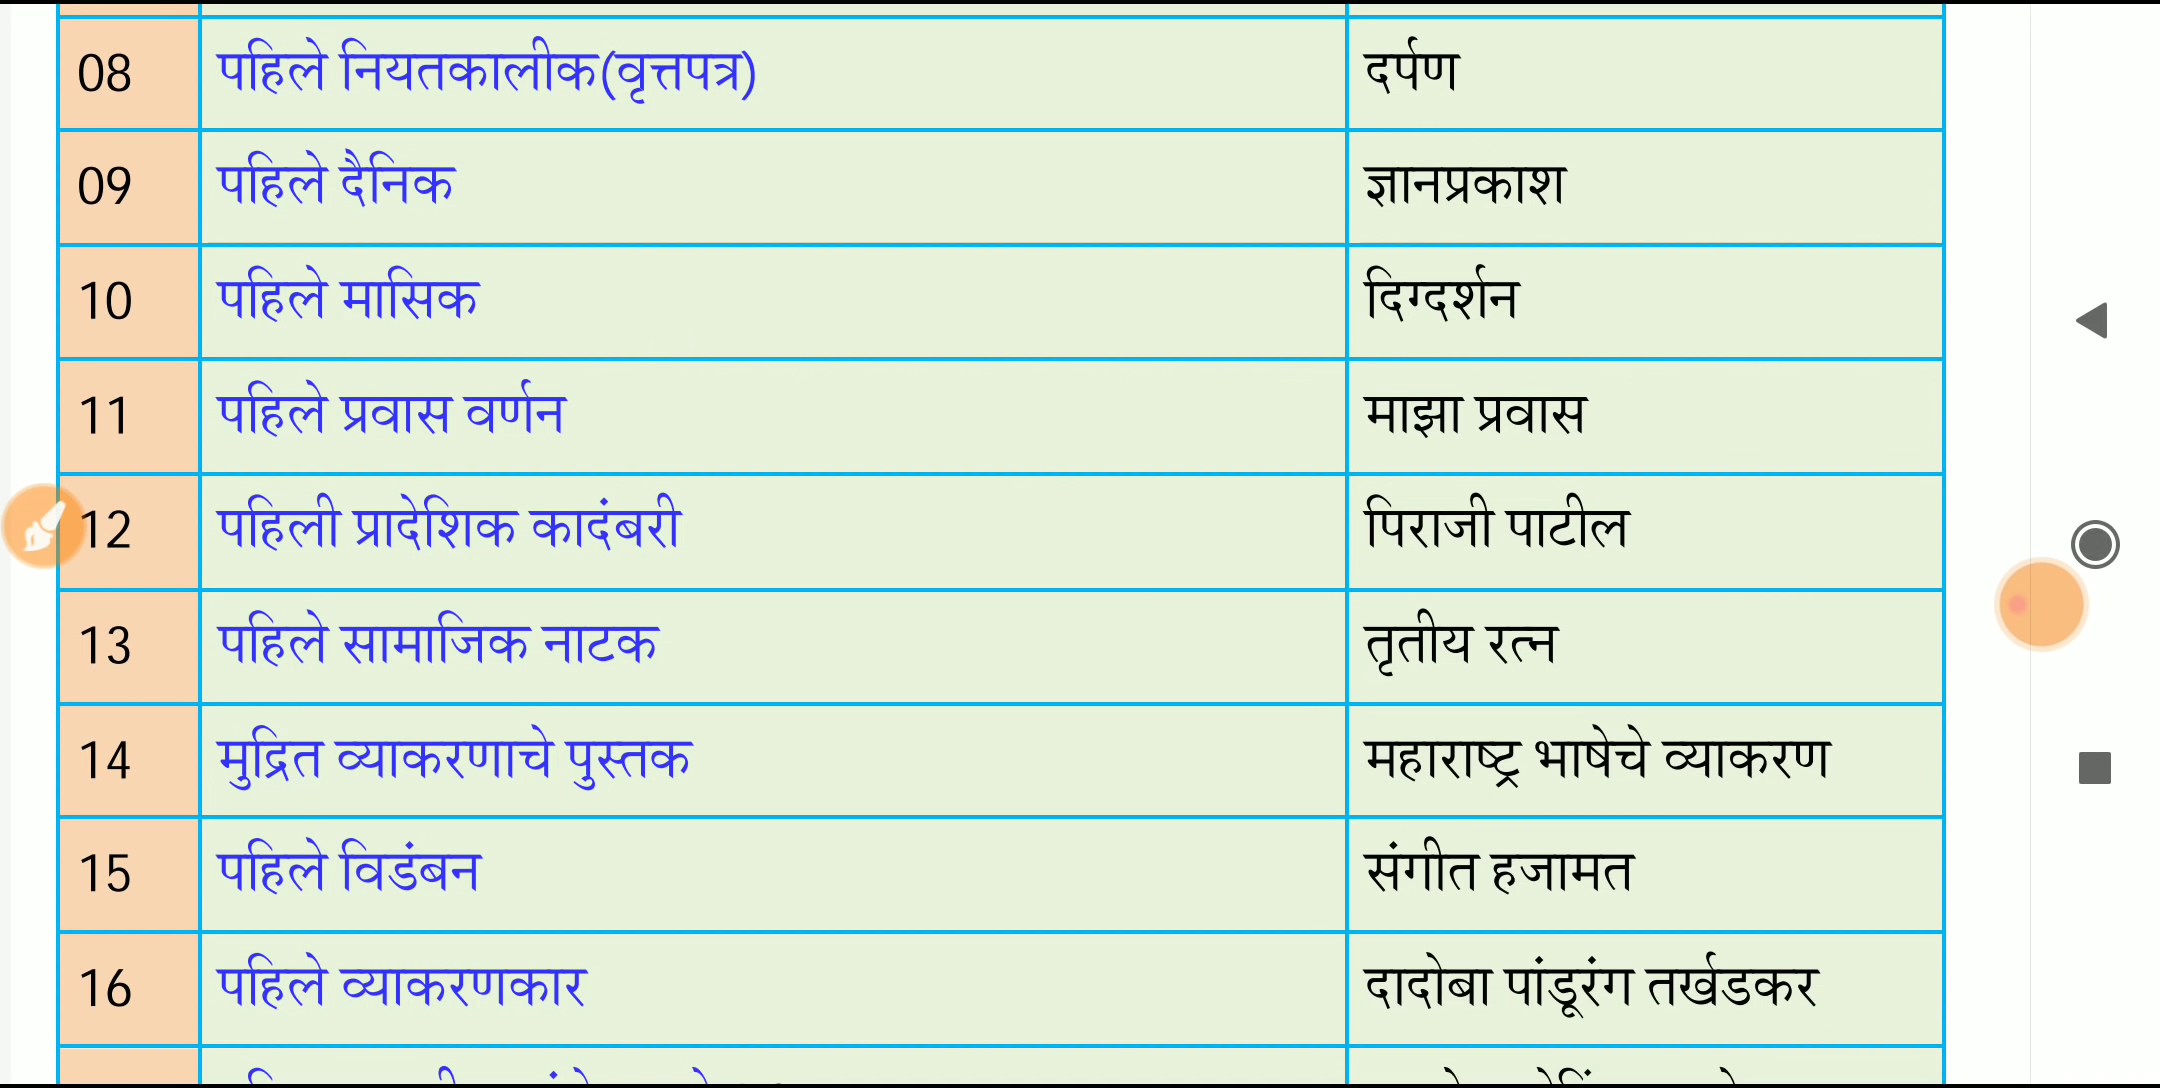 08 पहिले नियतकालीक(वृत्तपत्र) दर्पण
09 पहिले दैनिक ज्ञानप्रकाश
10 पहिले मासिक दिग्दर्शन
11 पहिले प्रवास वर्णन माझा प्रवास
12 पहिली प्रादेशिक कादंबरी पिराजी पाटील
13 पहिले सामाजिक नाटक तृतीय रत्न
14 मुद्रित व्याकरणाचे पुस्तक महाराष्ट्र भाषेचे व्याकरण
15 पहिले विडंबन संगीत हजामत
16 पहिले व्याकरणकार दादोबा पांडूरंग तर्खडकर